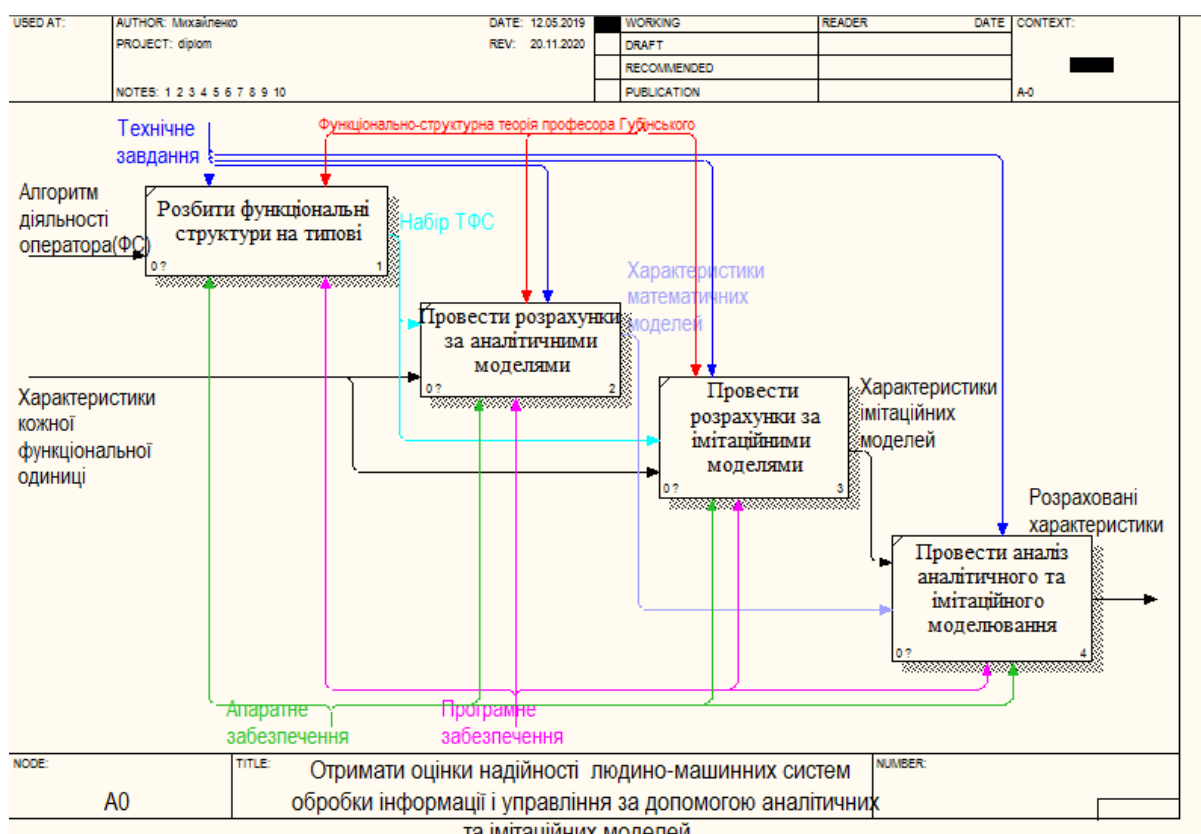 USED AT:
AUTHOR: Михайленко
DATE: 12.05.2019
WORKING
READER
DATE
CONTEXT:
PROJECT: diplom
REV: 20.11.2020
DRAFT
RECOMMENDED
NOTES: 1 2 3 4 5 6 7 8 9 10
PUBLICATION
A-0
Технічне
завдання
Функціонально-структурна теорія професора Губінського
Алгоритм
діяльності
оператора(ФС)
Розбити функціональні
структури на типові
0 ?
1
Набір ТФС
Характеристики
математичних
моделей
Провести розрахунки
за аналітичними
моделями
0 ?
2
Характеристики
кожної
функціональної
одиниці
Провести
розрахунки за
імітаційними
моделями
0 ?
3
Характеристики
імітаційних
моделей
Розраховані
характеристики
Провести аналіз
аналітичного та
імітаційного
моделювання
0 ?
4
Апаратне
забезпечення
Програмне
забезпечення
NODE:
A0
TITLE:
Отримати оцінки надійності людино-машинних систем
обробки інформації і управління за допомогою аналітичних
та імітаційних моделей
NUMBER: